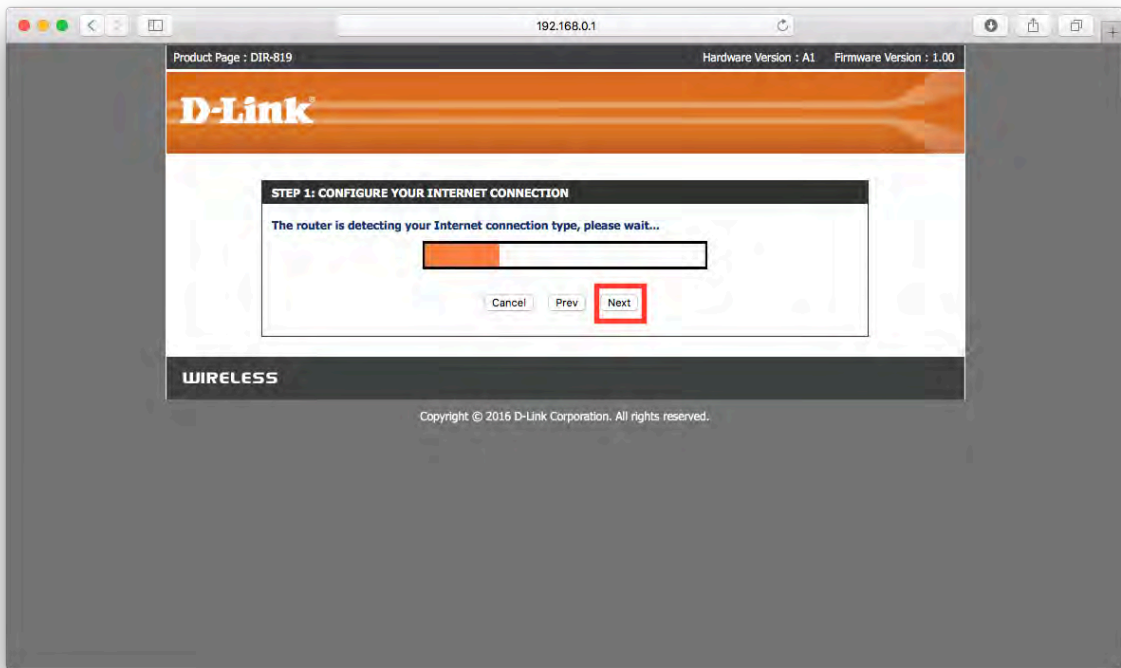 192.168.0.1
Product Page : DIR-819 Hardware Version : A1 Firmware Version : 1.00
D-Link
STEP 1: CONFIGURE YOUR INTERNET CONNECTION
The router is detecting your Internet connection type, please wait...
Cancel Prev Next
WIRELESS
Copyright © 2016 D-Link Corporation. All rights reserved.